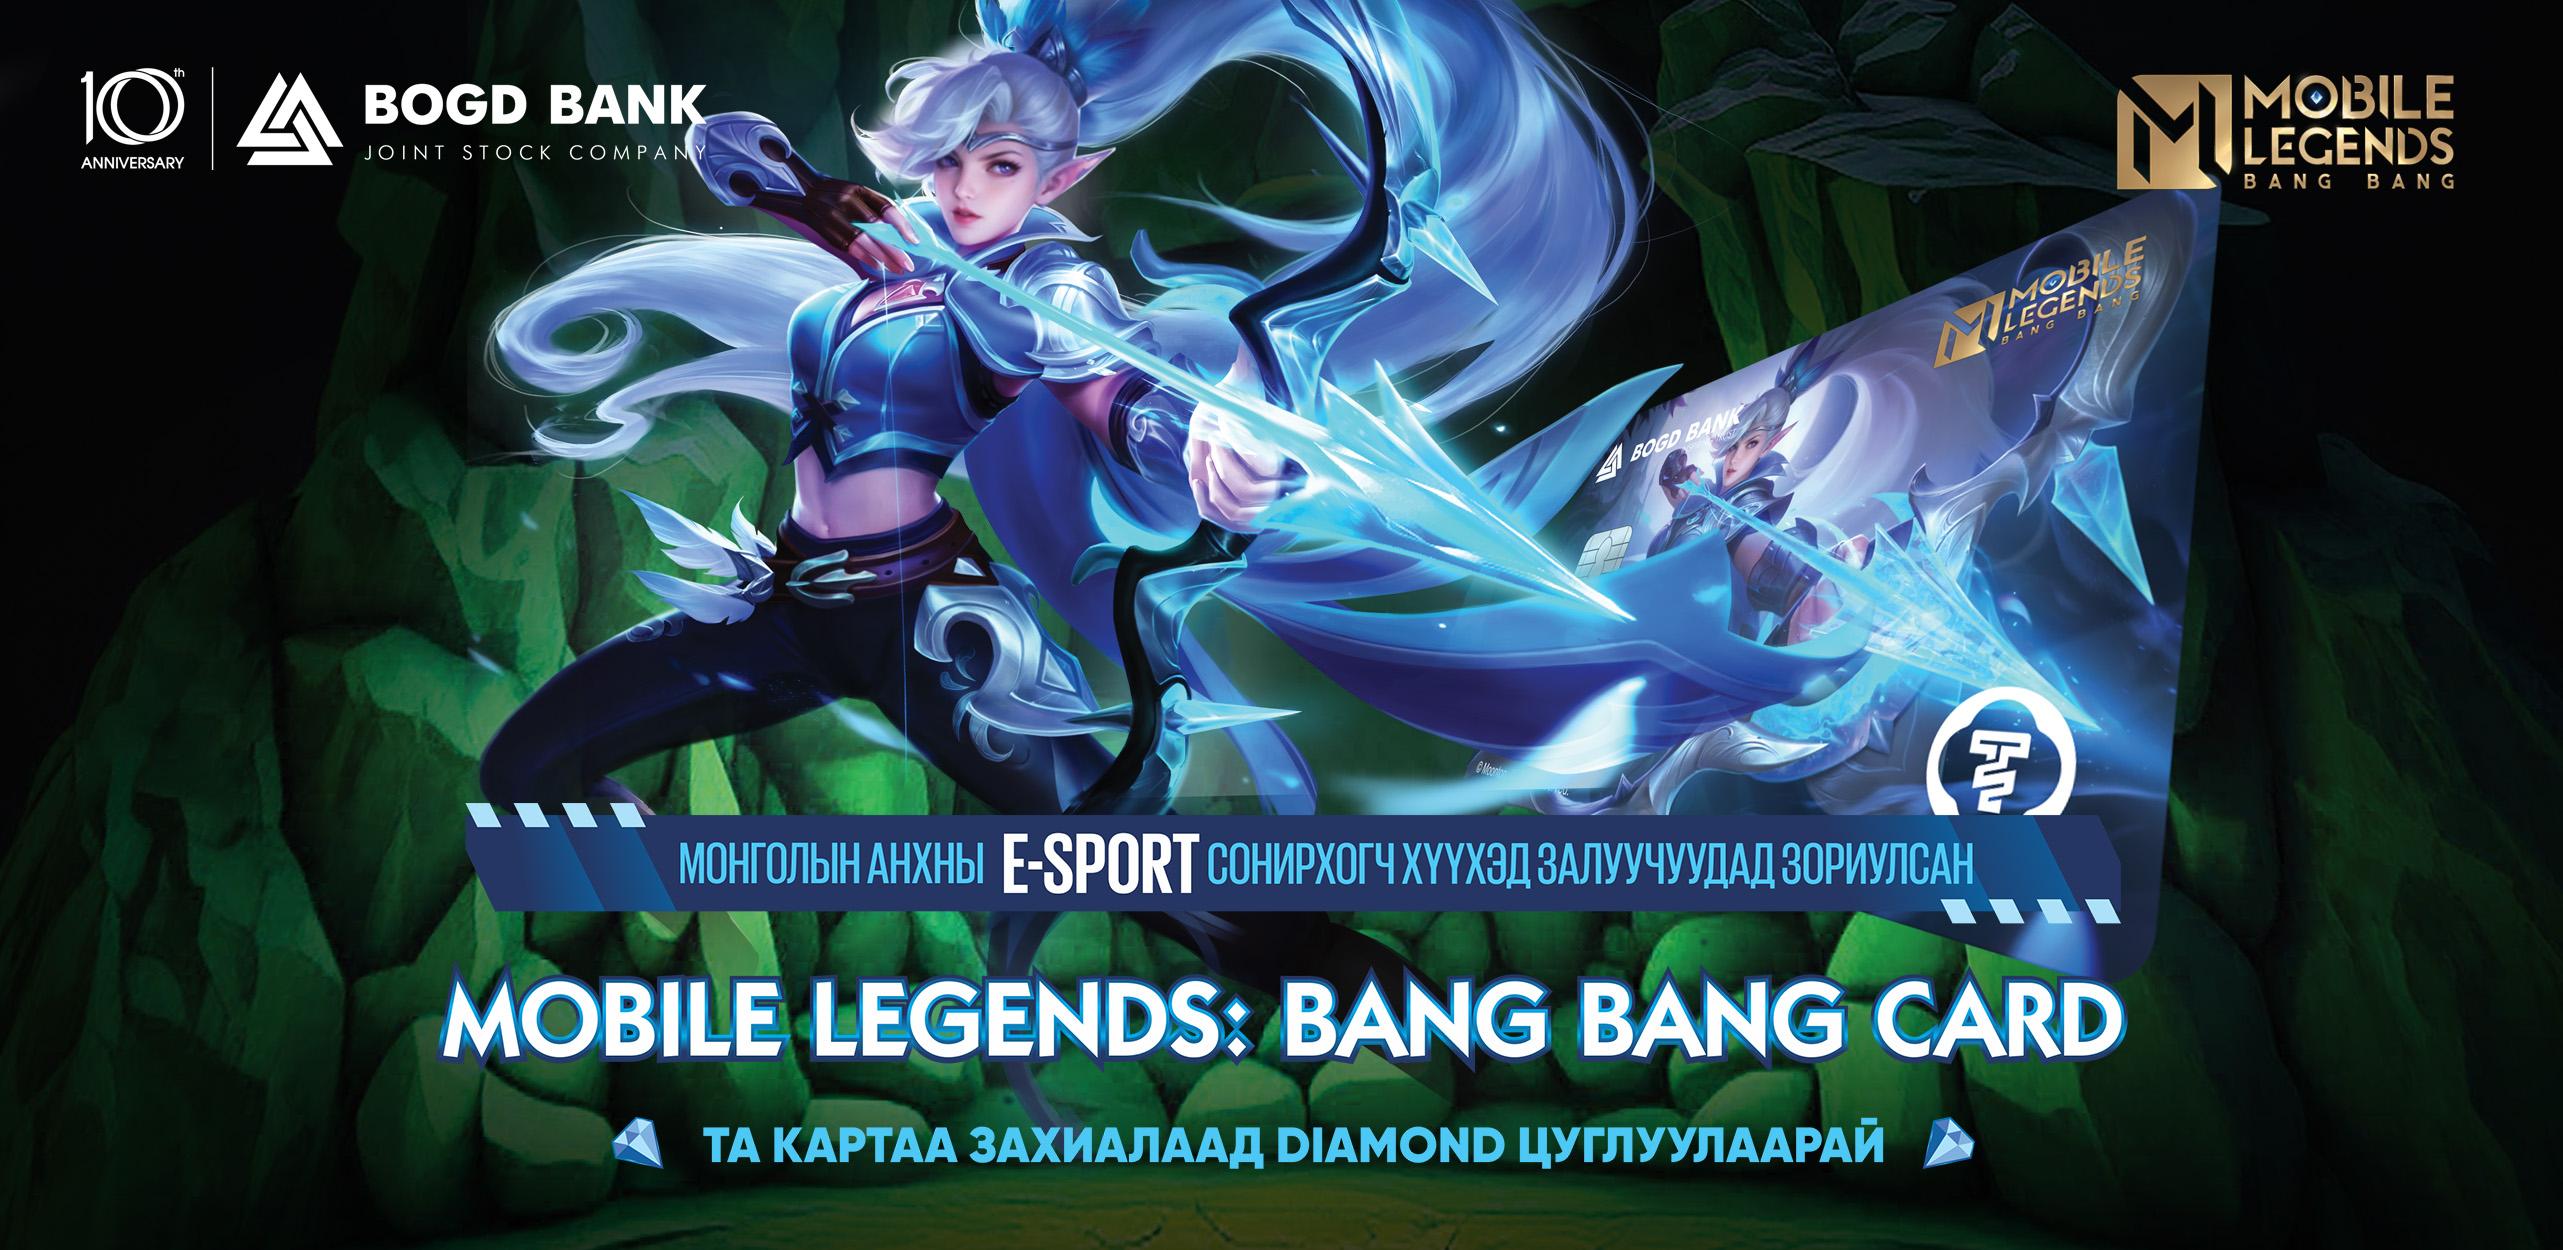 10th
ANNIVERSARY
BOGD BANK
JOINT STOCK COMPANY
MOBILE
LEGENDS
BANG BANG
MOBILE
LEGENDS
BANG BANG
BOGD BANK
МОНГОЛЫН АНХНЫ E-SPORT СОНИРХОГЧ ХҮҮХЭД ЗАЛУУЧУУДАД ЗОРИУЛСАН
MOBILE LEGENDS: BANG BANG CARD
ТА КАРТАА ЗАХИАЛААД DIAMOND ЦУГЛУУЛААРАЙ